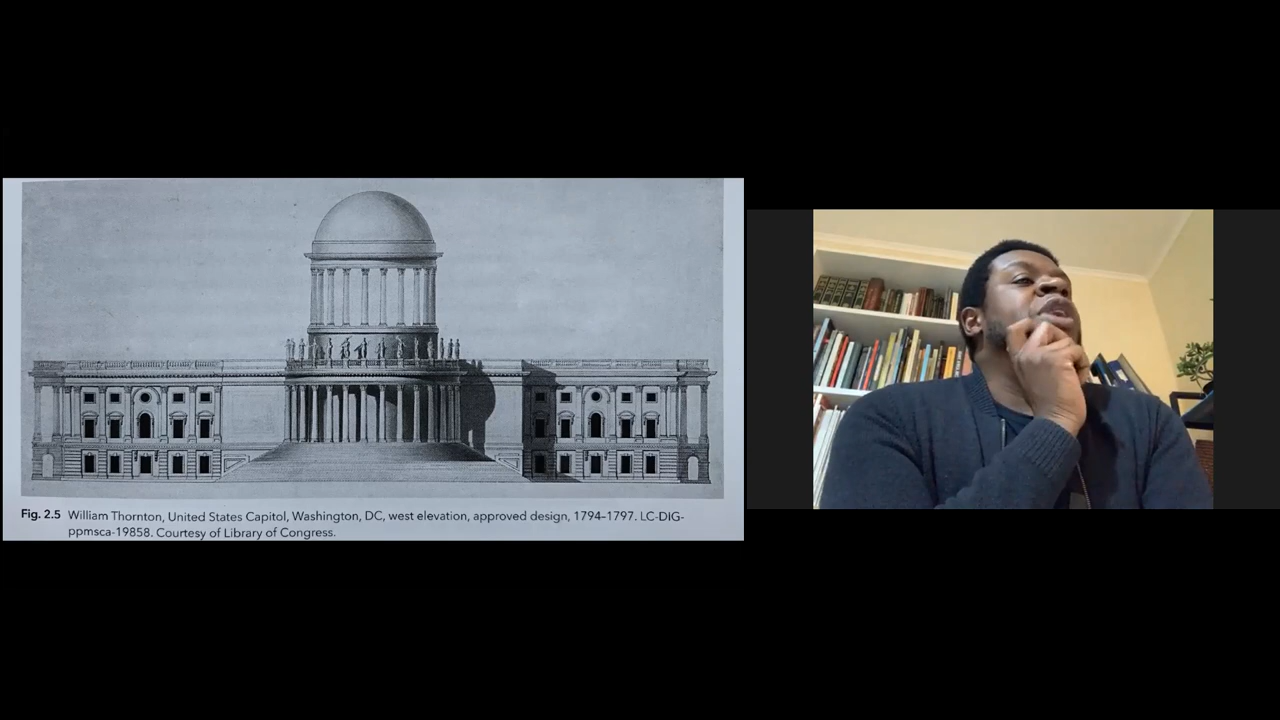 Fig. 2.5 William Thornton, United States Capitol, Washington, DC, west elevation, approved design, 1794–1797. LC-DIG-
ppmsca-19858. Courtesy of Library of Congress.